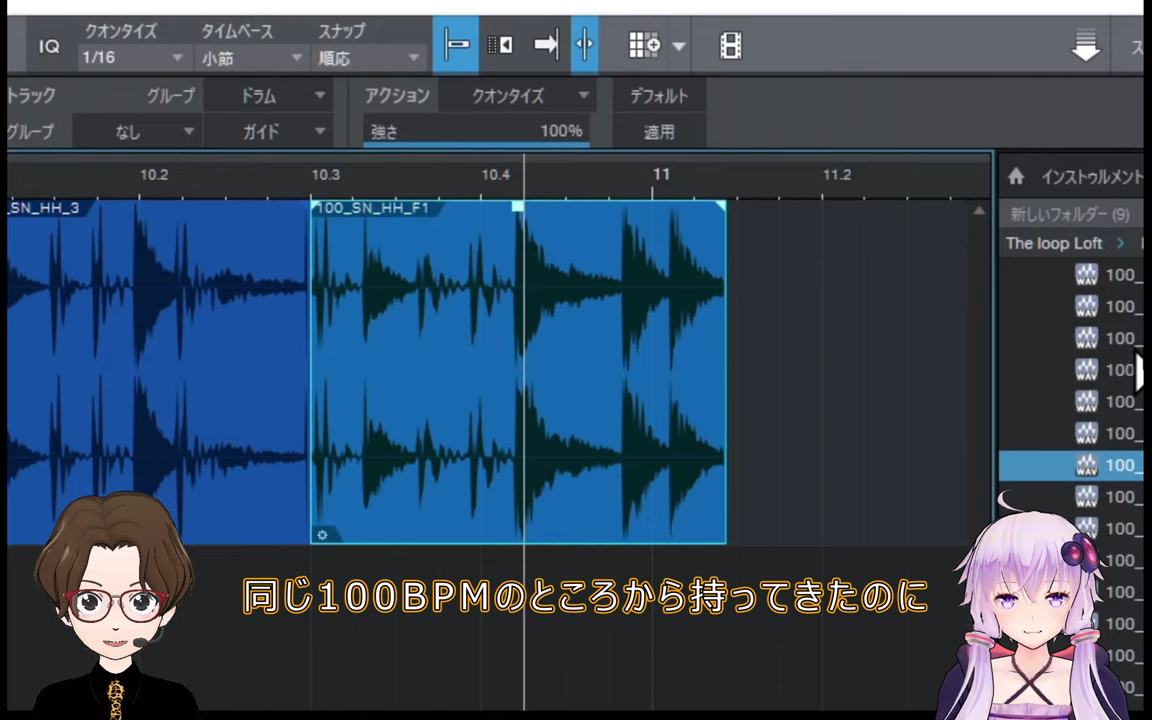 IQ
クオンタイズ
1/16
タイムベース
小節
スナップ
順応
トラック
グループ
ドラム
アクション
クオンタイズ
デフォルト
グループ
なし
ガイド
強さ
100%
適用
10.2
10.3
10.4
11
11.2
インストゥルメント
_SN_HH_3
100_SN_HH_F1
新しいフォルダー (9)
The loop Loft
100_
100_
100_
100
100_
100_
100_
100_
100_
100_
100_
100_
100_
同じ100BPMのところから持ってきたのに